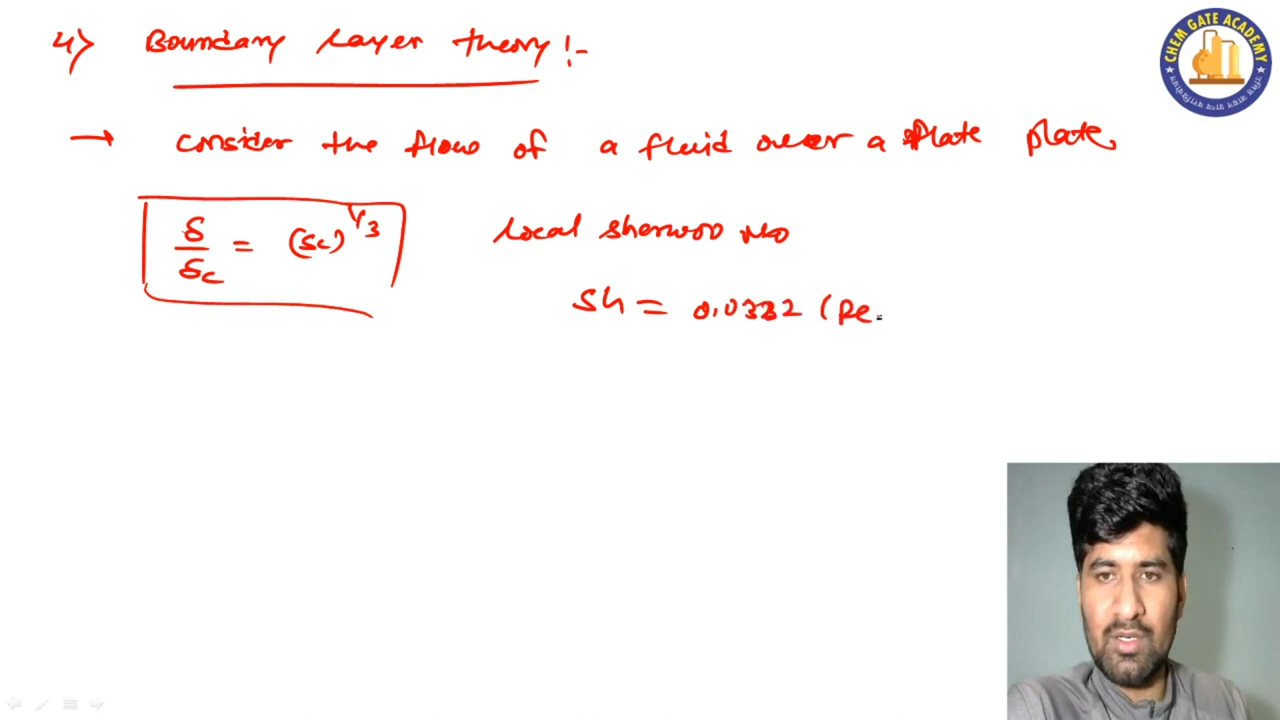 4) Boundary layer theory :-
→ consider the flow of a fluid over a plate plate
δ/δc = (Sc)^1/3
local sherwoo no
Sh = 0.0332 (Re
CHEM GATE ACADEMY